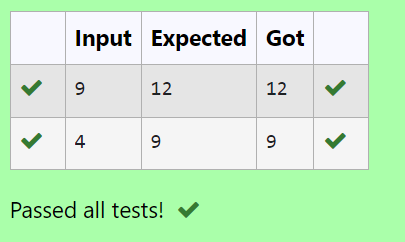 Input Expected Got
9 12 12
4 9 9
Passed all tests!